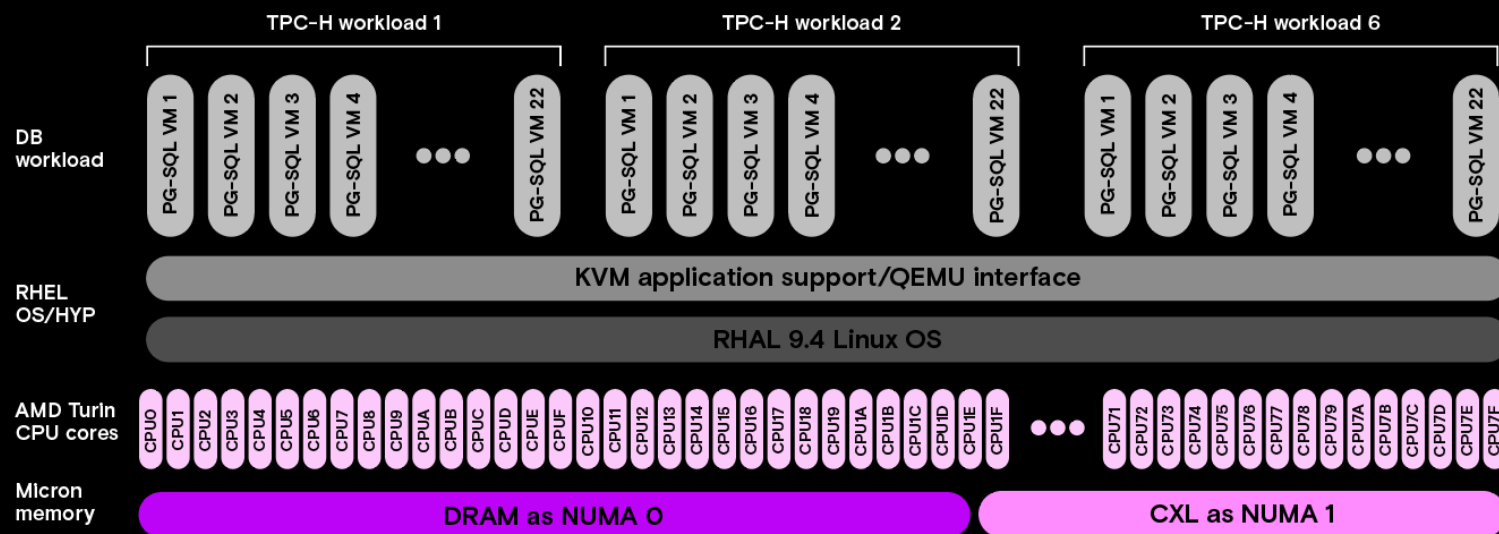 TPC-H workload 1
TPC-H workload 2
TPC-H workload 6
DB
workload
PG-SQL VM 1
PG-SQL VM 2
PG-SQL VM 3
PG-SQL VM 4
PG-SQL VM 22
PG-SQL VM 1
PG-SQL VM 2
PG-SQL VM 3
PG-SQL VM 4
PG-SQL VM 22
PG-SQL VM 1
PG-SQL VM 2
PG-SQL VM 3
PG-SQL VM 4
PG-SQL VM 22
RHEL
OS/HYP
KVM application support/QEMU interface
RHAL 9.4 Linux OS
AMD Turin
CPU cores
CPU0
CPU1
CPU2
CPU3
CPU4
CPU5
CPU6
CPU7
CPU8
CPU9
CPUA
CPUB
CPUC
CPUD
CPUE
CPUF
CPU10
CPU11
CPU12
CPU13
CPU14
CPU15
CPU16
CPU17
CPU18
CPU19
CPU1A
CPU1B
CPU1C
CPU1D
CPU1E
CPU1F
CPU71
CPU72
CPU73
CPU74
CPU75
CPU76
CPU77
CPU78
CPU79
CPU7A
CPU7B
CPU7C
CPU7D
CPU7E
CPU7F
Micron
memory
DRAM as NUMA 0
CXL as NUMA 1